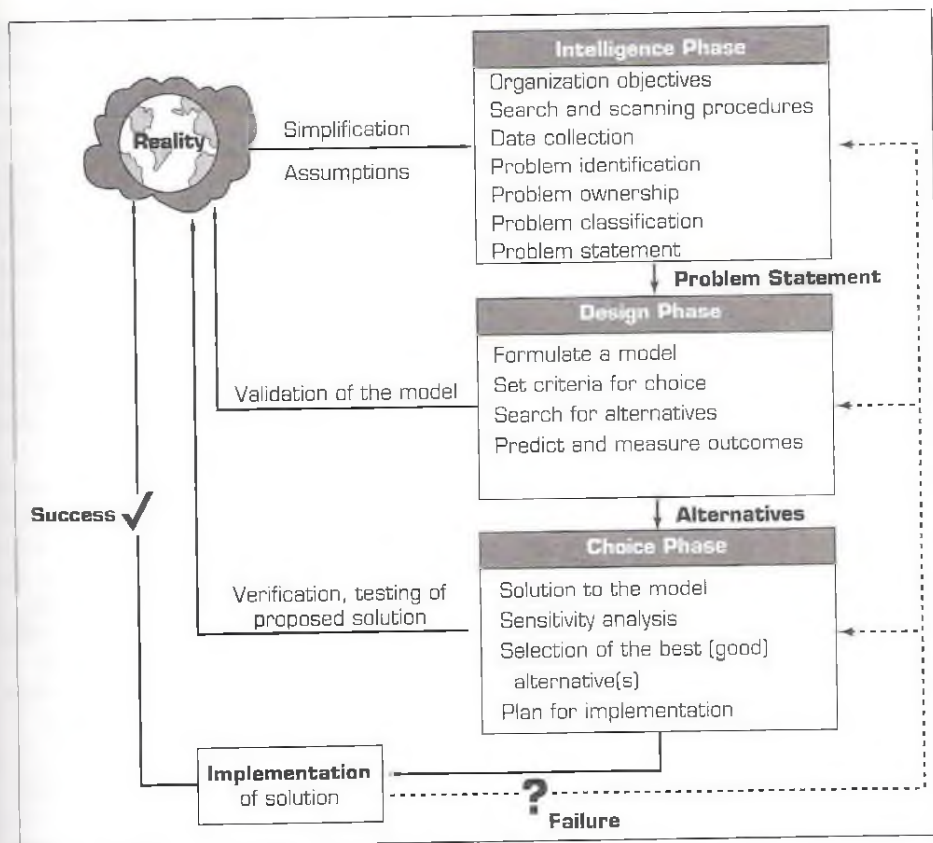 Intelligence Phase
Organization objectives
Search and scanning procedures
Data collection
Problem identification
Problem ownership
Problem classification
Problem statement
Reality
Simplification
Assumptions
Problem Statement
Design Phase
Formulate a model
Set criteria for choice
Search for alternatives
Predict and measure outcomes
Validation of the model
Alternatives
Success
Choice Phase
Solution to the model
Sensitivity analysis
Selection of the best (good)
alternative(s)
Plan for implementation
Verification, testing of
proposed solution
Implementation
of solution
?
Failure